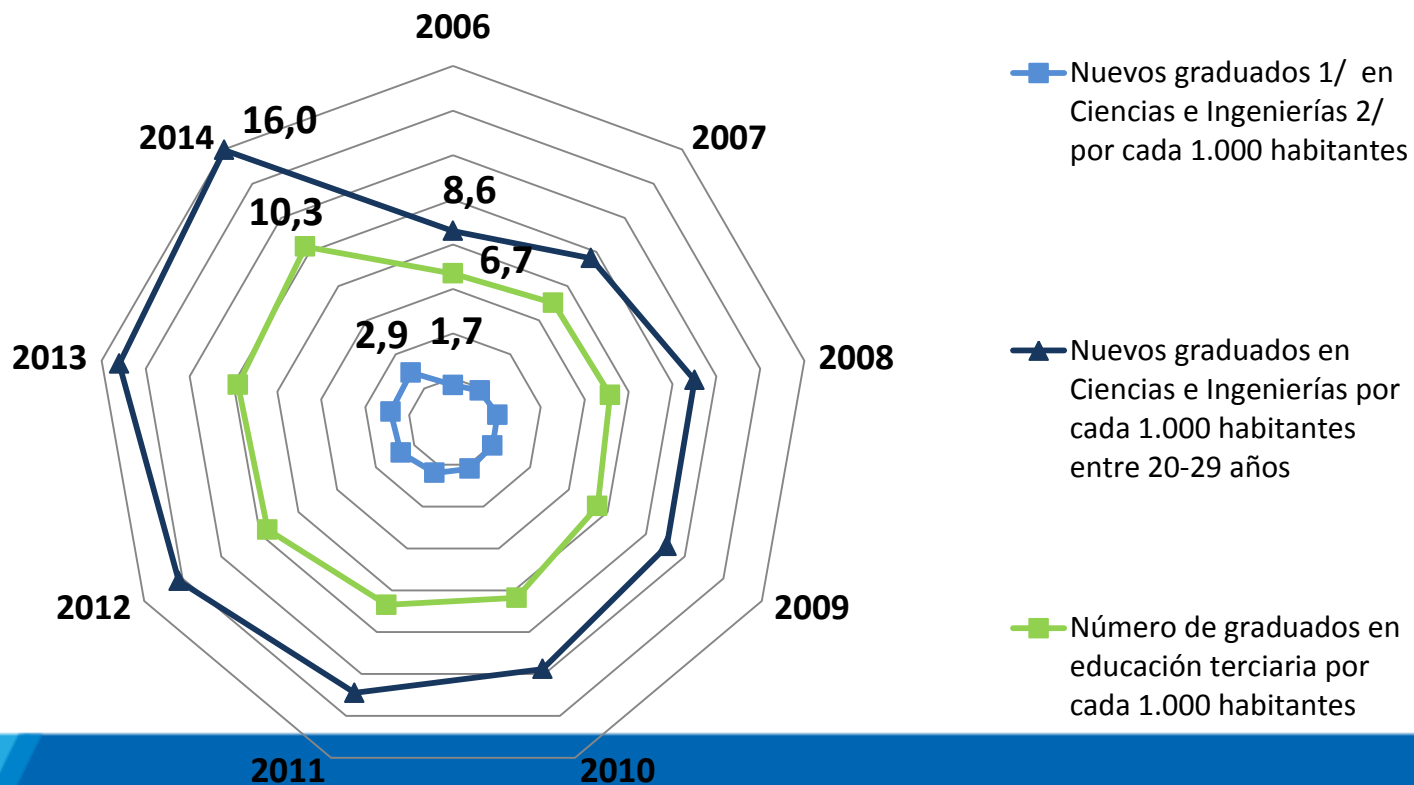 2006
2007
2008
2009
2010
2011
2012
2013
2014
16,0
10,3
8,6
6,7
2,9
1,7
Nuevos graduados 1/ en
Ciencias e Ingenierías 2/
por cada 1.000 habitantes
Nuevos graduados en
Ciencias e Ingenierías por
cada 1.000 habitantes
entre 20-29 años
Número de graduados en
educación terciaria por
cada 1.000 habitantes